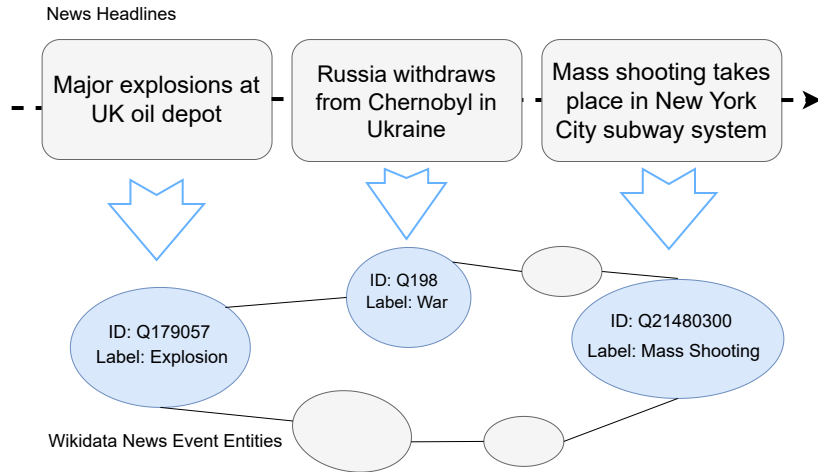 News Headlines
Major explosions at
UK oil depot
Russia withdraws
from Chernobyl in
Ukraine
Mass shooting takes
place in New York
City subway system
ID: Q179057
Label: Explosion
ID: Q198
Label: War
ID: Q21480300
Label: Mass Shooting
Wikidata News Event Entities